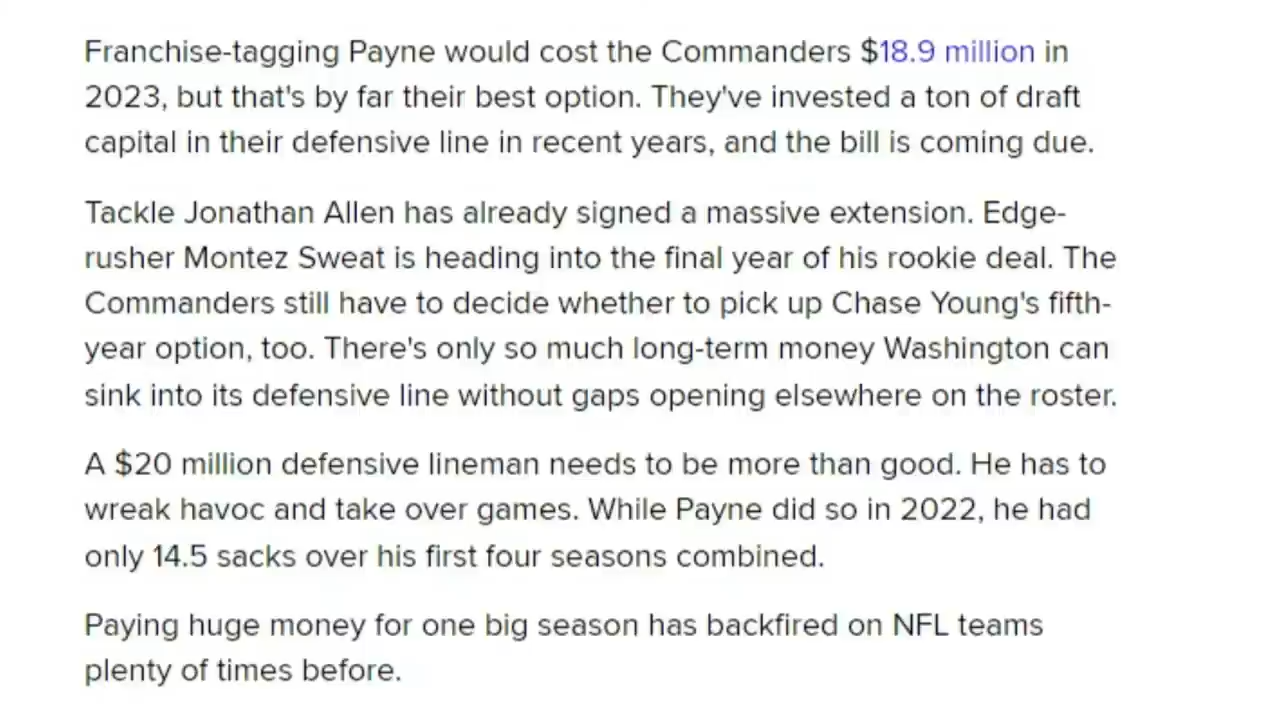 Franchise-tagging Payne would cost the Commanders $18.9 million in
2023, but that's by far their best option. They've invested a ton of draft
capital in their defensive line in recent years, and the bill is coming due.
Tackle Jonathan Allen has already signed a massive extension. Edge-
rusher Montez Sweat is heading into the final year of his rookie deal. The
Commanders still have to decide whether to pick up Chase Young's fifth-
year option, too. There's only so much long-term money Washington can
sink into its defensive line without gaps opening elsewhere on the roster.
A $20 million defensive lineman needs to be more than good. He has to
wreak havoc and take over games. While Payne did so in 2022, he had
only 14.5 sacks over his first four seasons combined.
Paying huge money for one big season has backfired on NFL teams
plenty of times before.